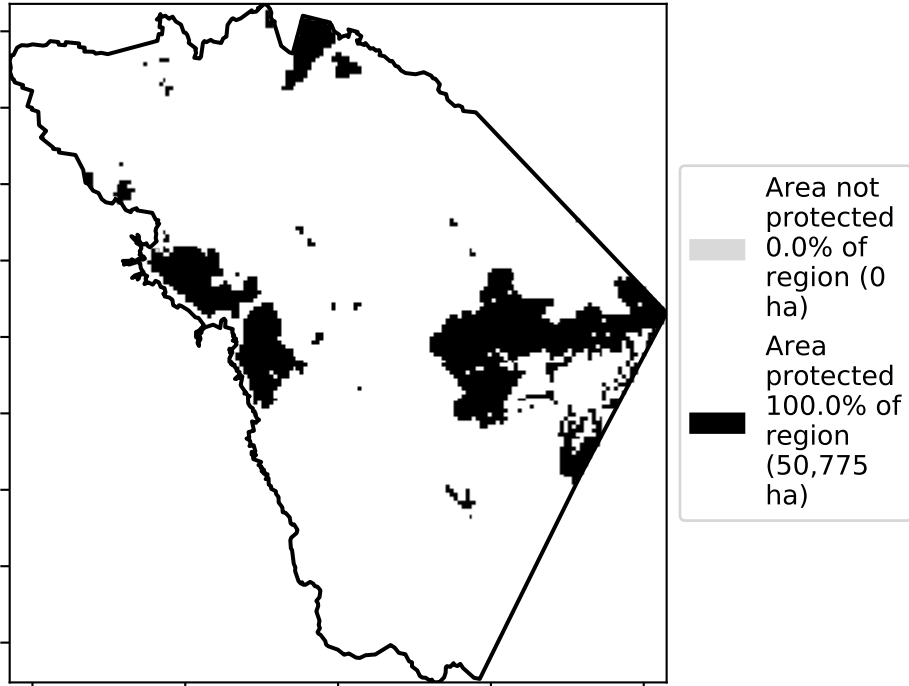 Area not
protected
0.0% of
region (0
ha)
Area
protected
100.0% of
region
(50,775
ha)